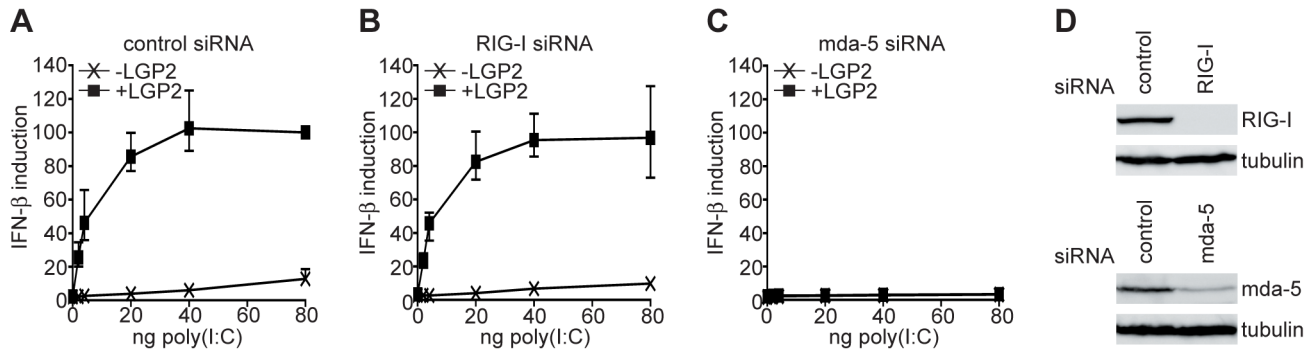 A
control siRNA
-LGP2
+LGP2
140
120
100
80
60
40
20
0
IFN-β induction
0 20 40 60 80
ng poly(I:C)
B
RIG-I siRNA
-LGP2
+LGP2
140
120
100
80
60
40
20
0
IFN-β induction
0 20 40 60 80
ng poly(I:C)
C
mda-5 siRNA
-LGP2
+LGP2
140
120
100
80
60
40
20
0
IFN-β induction
0 20 40 60 80
ng poly(I:C)
D
siRNA control RIG-I
RIG-I
tubulin
siRNA control mda-5
mda-5
tubulin